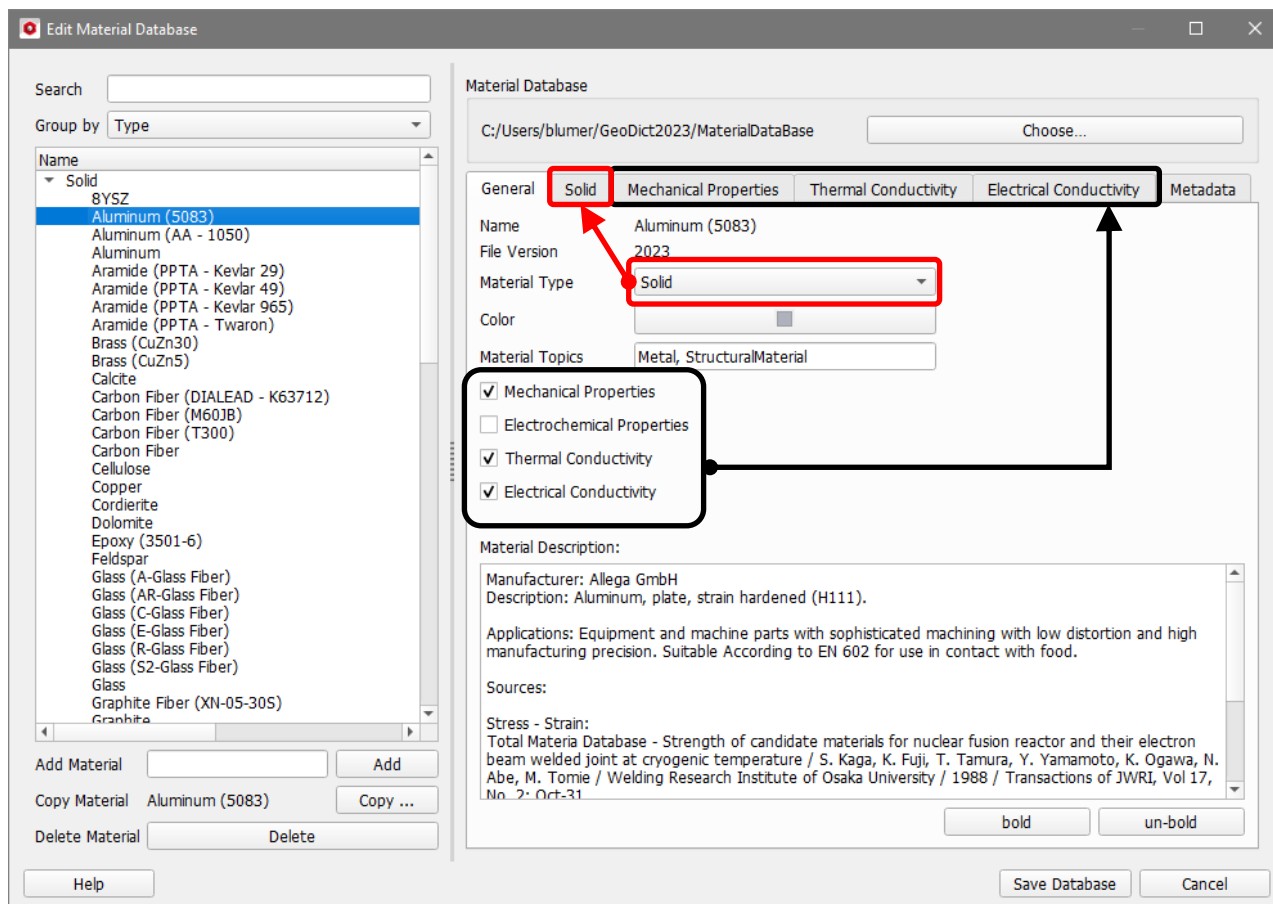 Edit Material Database
Search
Group by Type
Name
Solid
8YSZ
Aluminum (5083)
Aluminum (AA - 1050)
Aluminum
Aramide (PPTA - Kevlar 29)
Aramide (PPTA - Kevlar 49)
Aramide (PPTA - Kevlar 965)
Aramide (PPTA - Twaron)
Brass (CuZn30)
Brass (CuZn5)
Calcite
Carbon Fiber (DIALEAD - K63712)
Carbon Fiber (M60JB)
Carbon Fiber (T300)
Carbon Fiber
Cellulose
Copper
Cordierite
Dolomite
Epoxy (3501-6)
Feldspar
Glass (A-Glass Fiber)
Glass (AR-Glass Fiber)
Glass (C-Glass Fiber)
Glass (E-Glass Fiber)
Glass (R-Glass Fiber)
Glass (S2-Glass Fiber)
Glass
Graphite Fiber (XN-05-30S)
Graphite
Add Material Add
Copy Material Aluminum (5083) Copy ...
Delete Material Delete
Material Database
C:/Users/blumer/GeoDict2023/MaterialDataBase Choose...
General Solid Mechanical Properties Thermal Conductivity Electrical Conductivity Metadata
Name Aluminum (5083)
File Version 2023
Material Type Solid
Color
Material Topics Metal, StructuralMaterial
Mechanical Properties
Electrochemical Properties
Thermal Conductivity
Electrical Conductivity
Material Description:
Manufacturer: Allega GmbH
Description: Aluminum, plate, strain hardened (H111).
Applications: Equipment and machine parts with sophisticated machining with low distortion and high
manufacturing precision. Suitable According to EN 602 for use in contact with food.
Sources:
Stress - Strain:
Total Materia Database - Strength of candidate materials for nuclear fusion reactor and their electron
beam welded joint at cryogenic temperature / S. Kaga, K. Fuji, T. Tamura, Y. Yamamoto, K. Ogawa, N.
Abe, M. Tomie / Welding Research Institute of Osaka University / 1988 / Transactions of JWRI, Vol 17,
No. 2; Oct-31
bold un-bold
Help Save Database Cancel